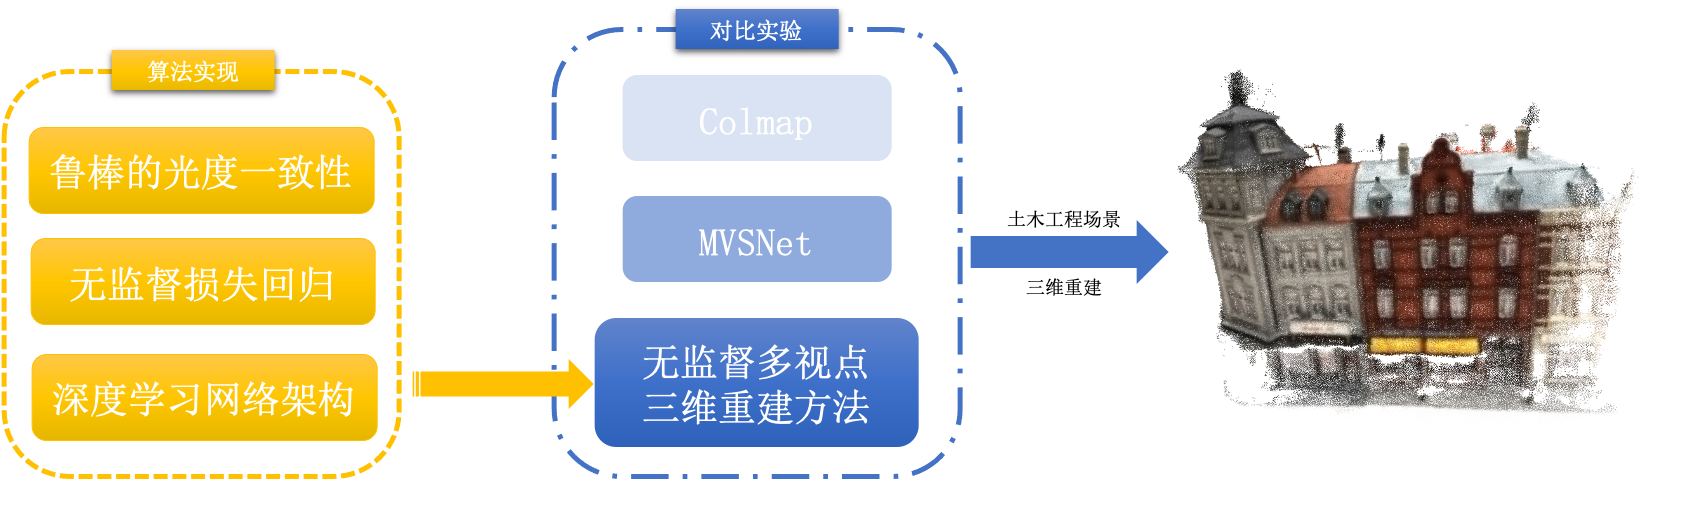 算法实现
鲁棒的光度一致性
无监督损失回归
深度学习网络架构
对比实验
Colmap
MVSNet
无监督多视点
三维重建方法
土木工程场景
三维重建